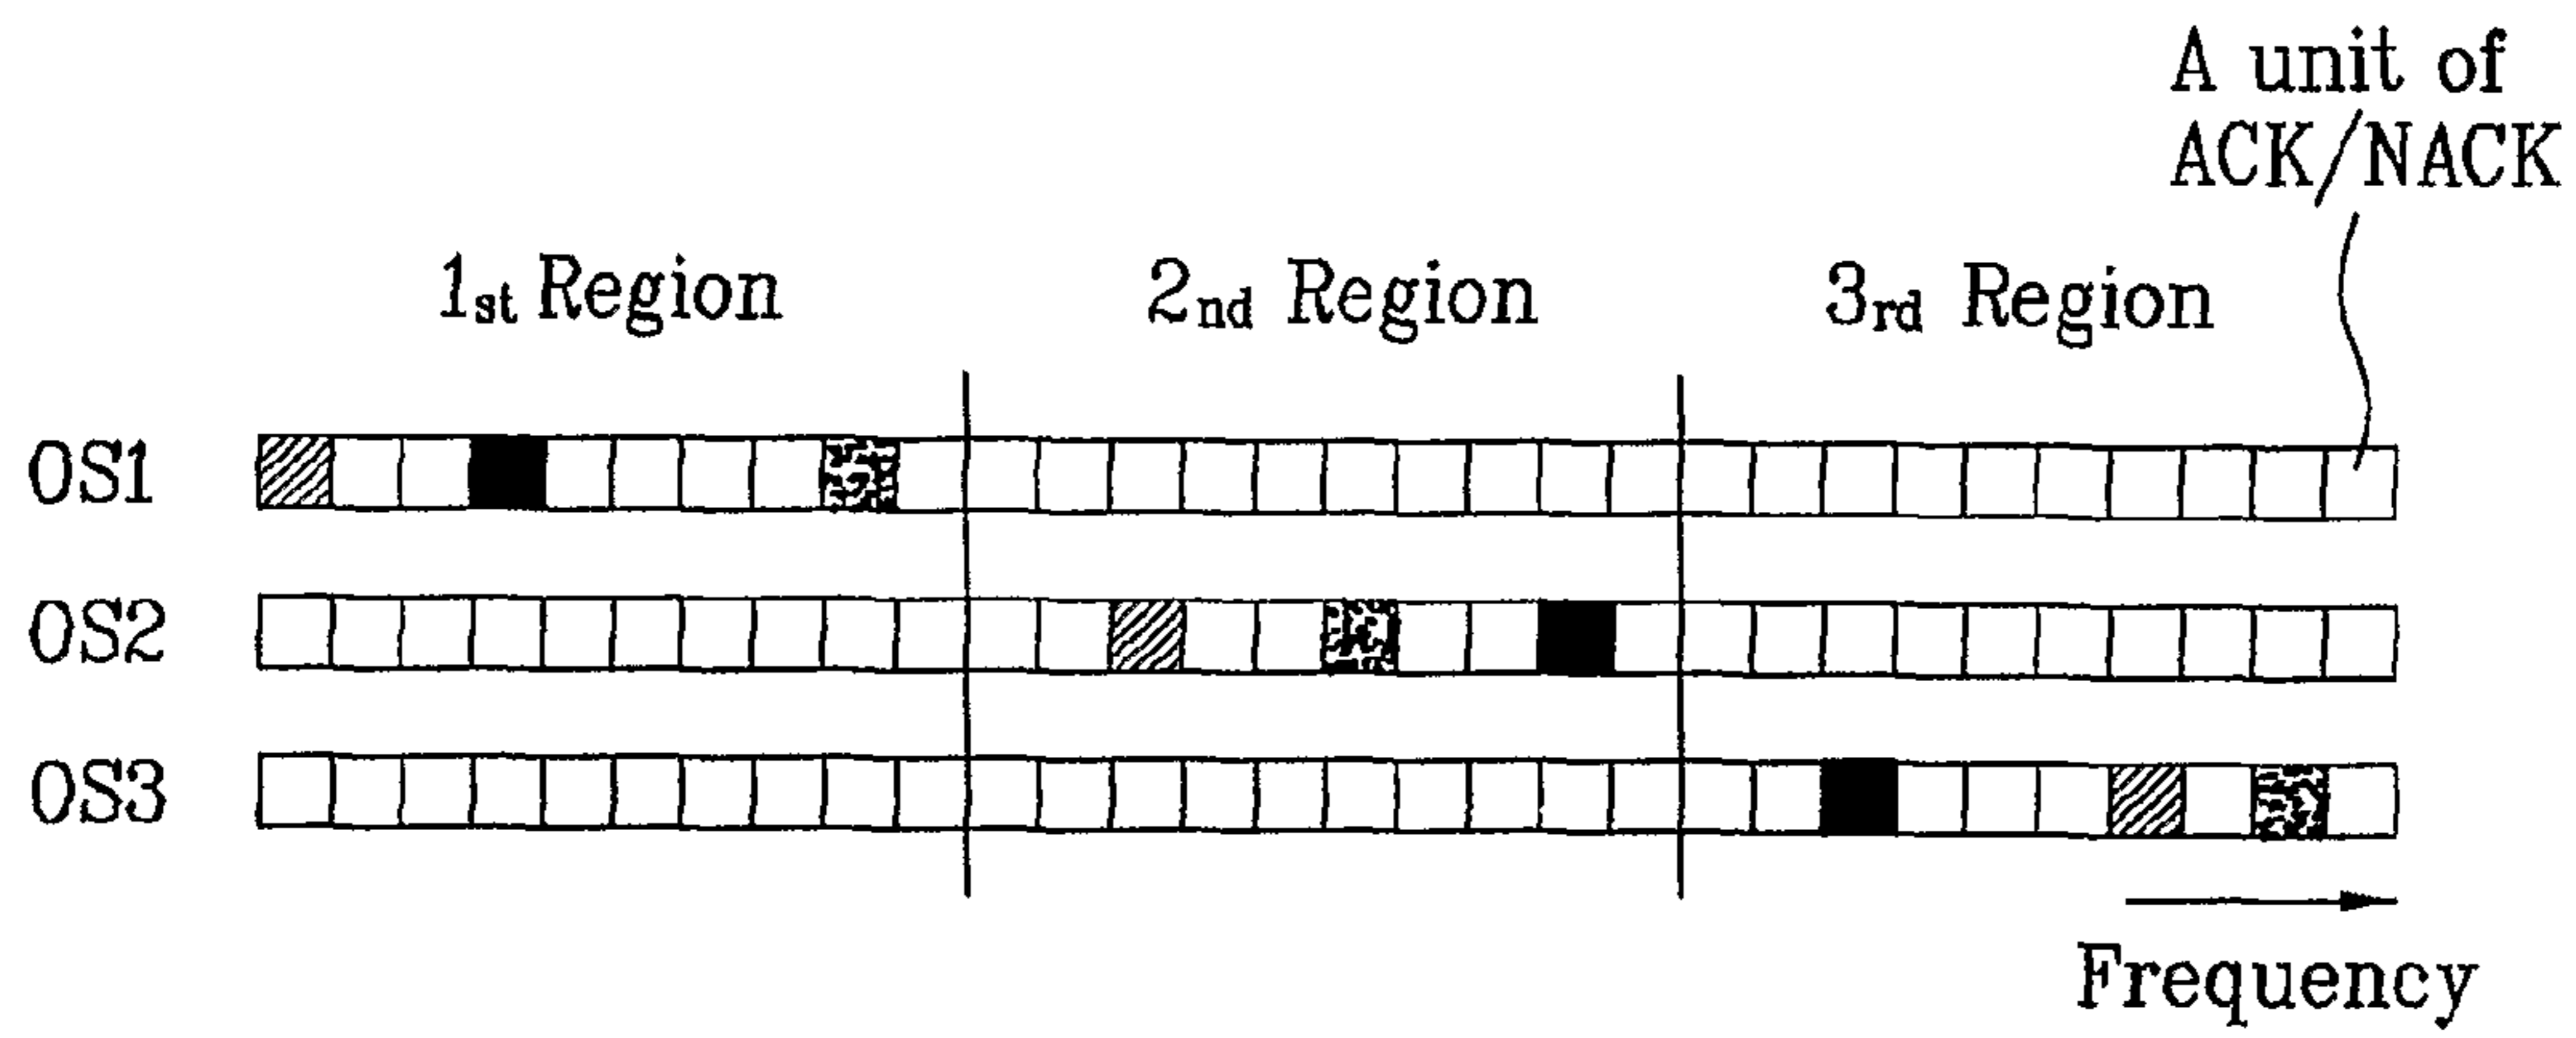 A unit of
ACK/NACK
1st Region
2nd Region
3rd Region
OS1
OS2
OS3
Frequency